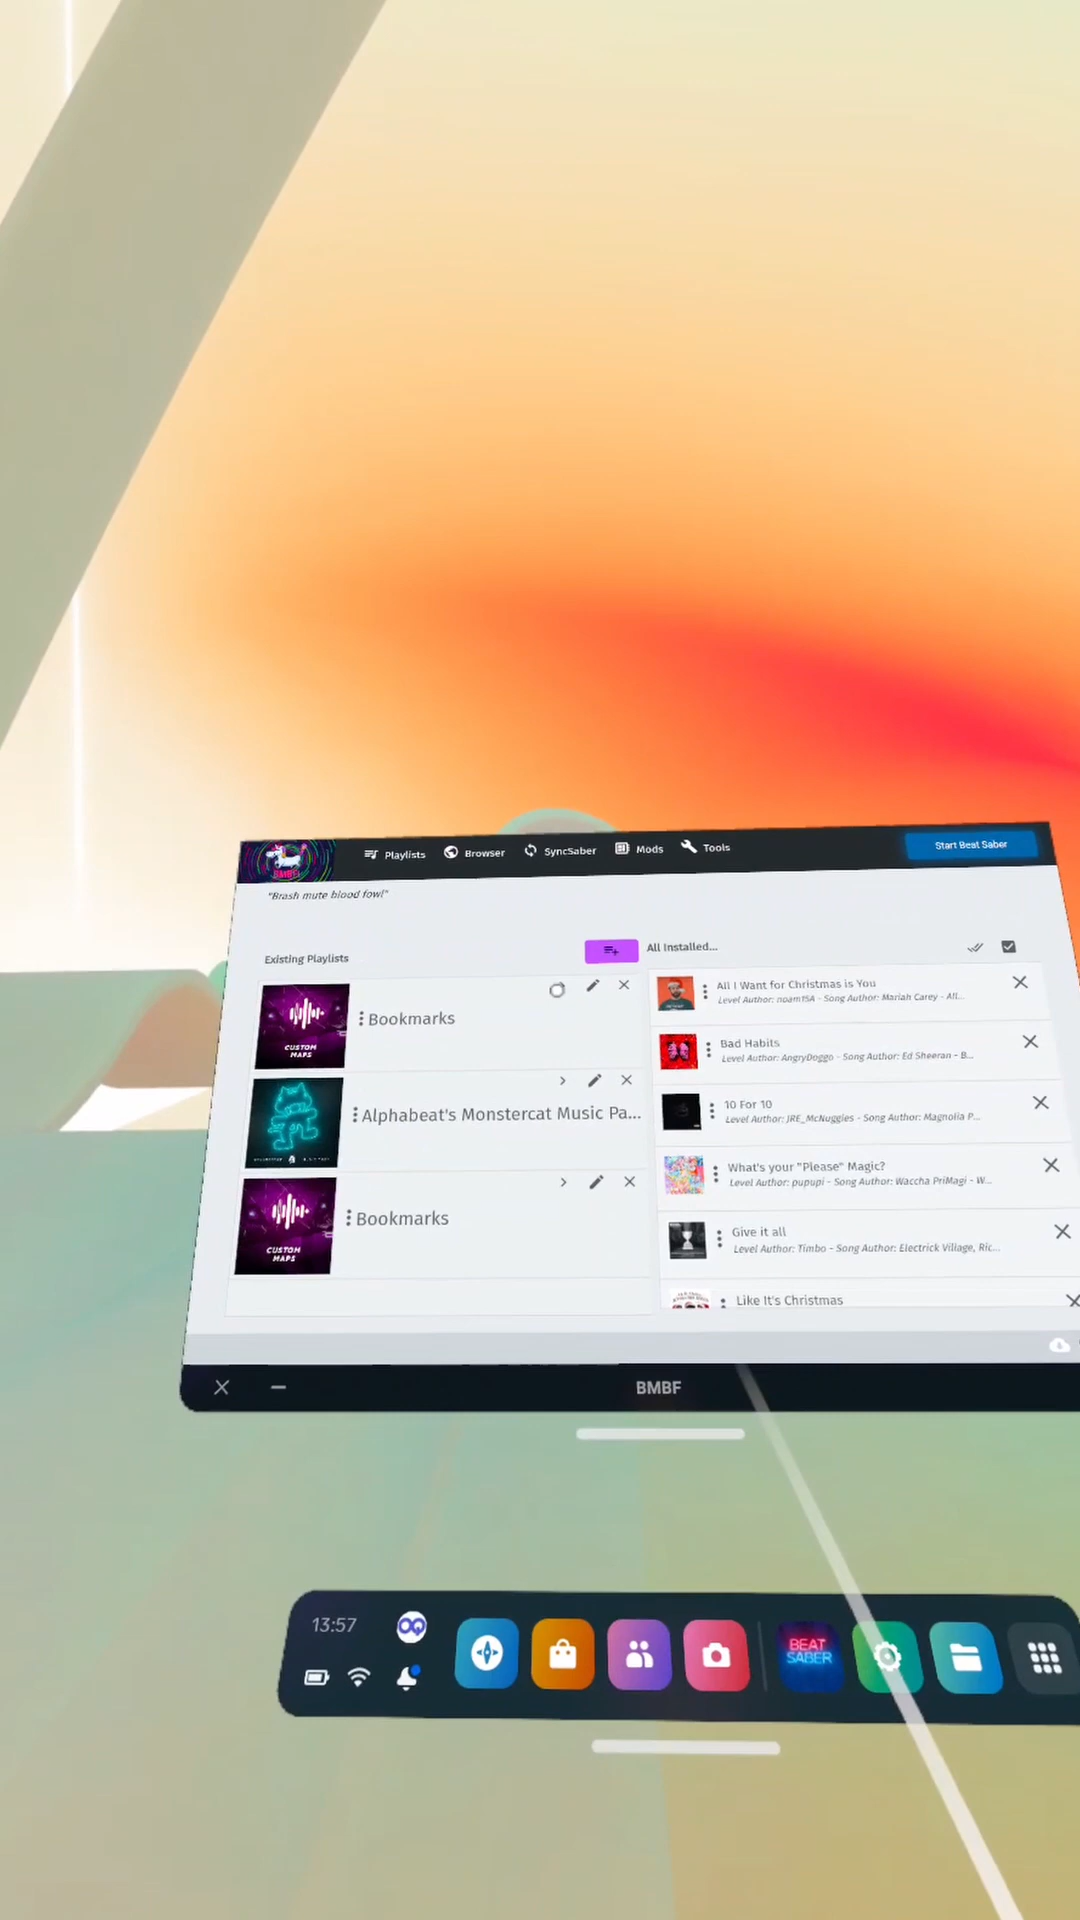 BMBF
Playlists
Browser
SyncSaber
Mods
Tools
Start Beat Saber
"Brash mute blood fowl"
Existing Playlists
All Installed...
CUSTOM
MAPS
Bookmarks
Alphabeat's Monstercat Music Pa...
CUSTOM
MAPS
Bookmarks
All I Want for Christmas is You
Level Author: noam15A - Song Author: Mariah Carey - All...
Bad Habits
Level Author: AngryDoggo - Song Author: Ed Sheeran - B...
10 For 10
Level Author: JRE_McNuggies - Song Author: Magnolia P...
What's your "Please" Magic?
Level Author: pupupi - Song Author: Waccha PriMagi - W...
Give it all
Level Author: Timbo - Song Author: Electrick Village, Ric...
Like It's Christmas
BMBF
13:57
BEAT
SABER